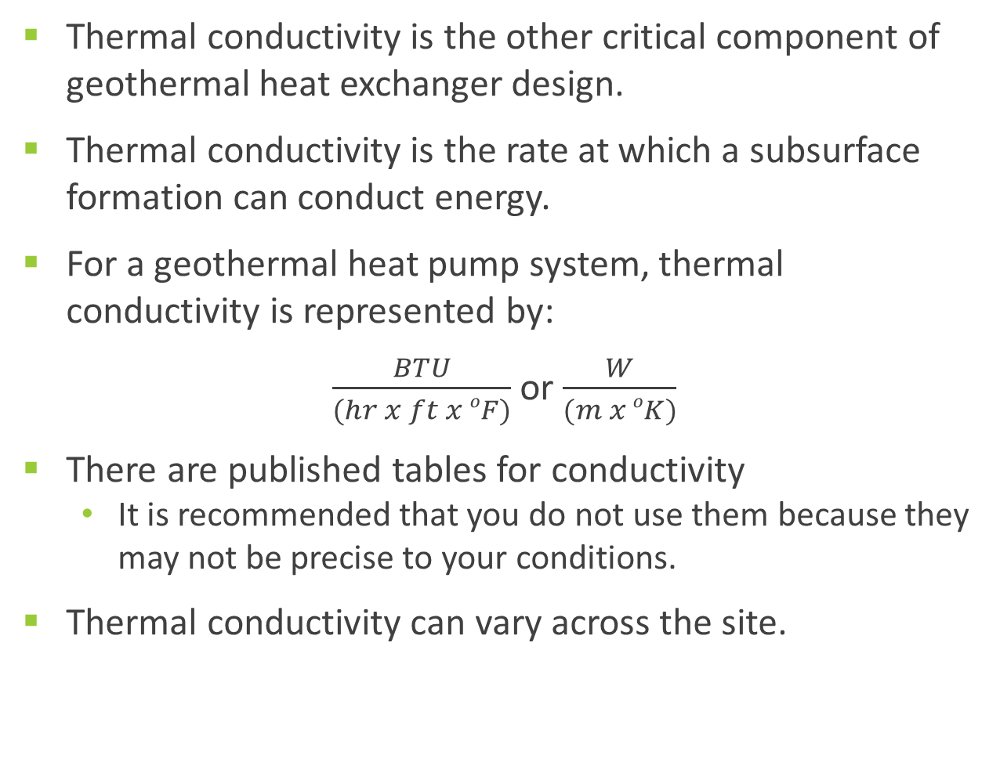 ▪ Thermal conductivity is the other critical component of
geothermal heat exchanger design.
▪ Thermal conductivity is the rate at which a subsurface
formation can conduct energy.
▪ For a geothermal heat pump system, thermal
conductivity is represented by:
BTU/(hr x ft x °F) or W/(m x °K)
▪ There are published tables for conductivity
• It is recommended that you do not use them because they
may not be precise to your conditions.
▪ Thermal conductivity can vary across the site.